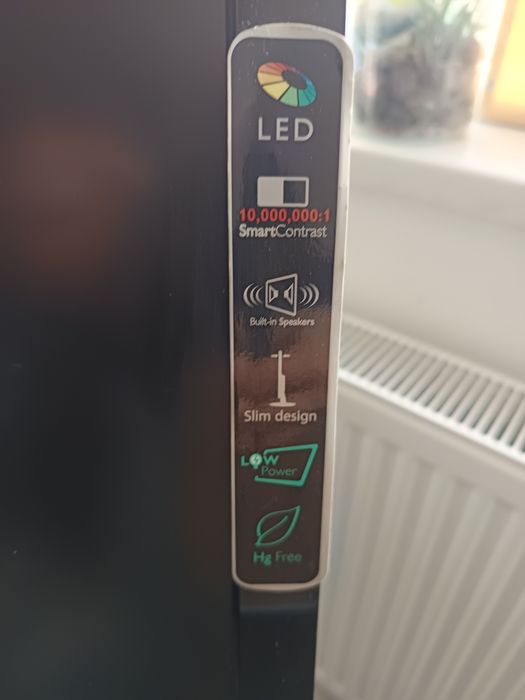 LED
10,000,000:1
SmartContrast
Built-in Speakers
Slim design
LOW
Power
Hg Free